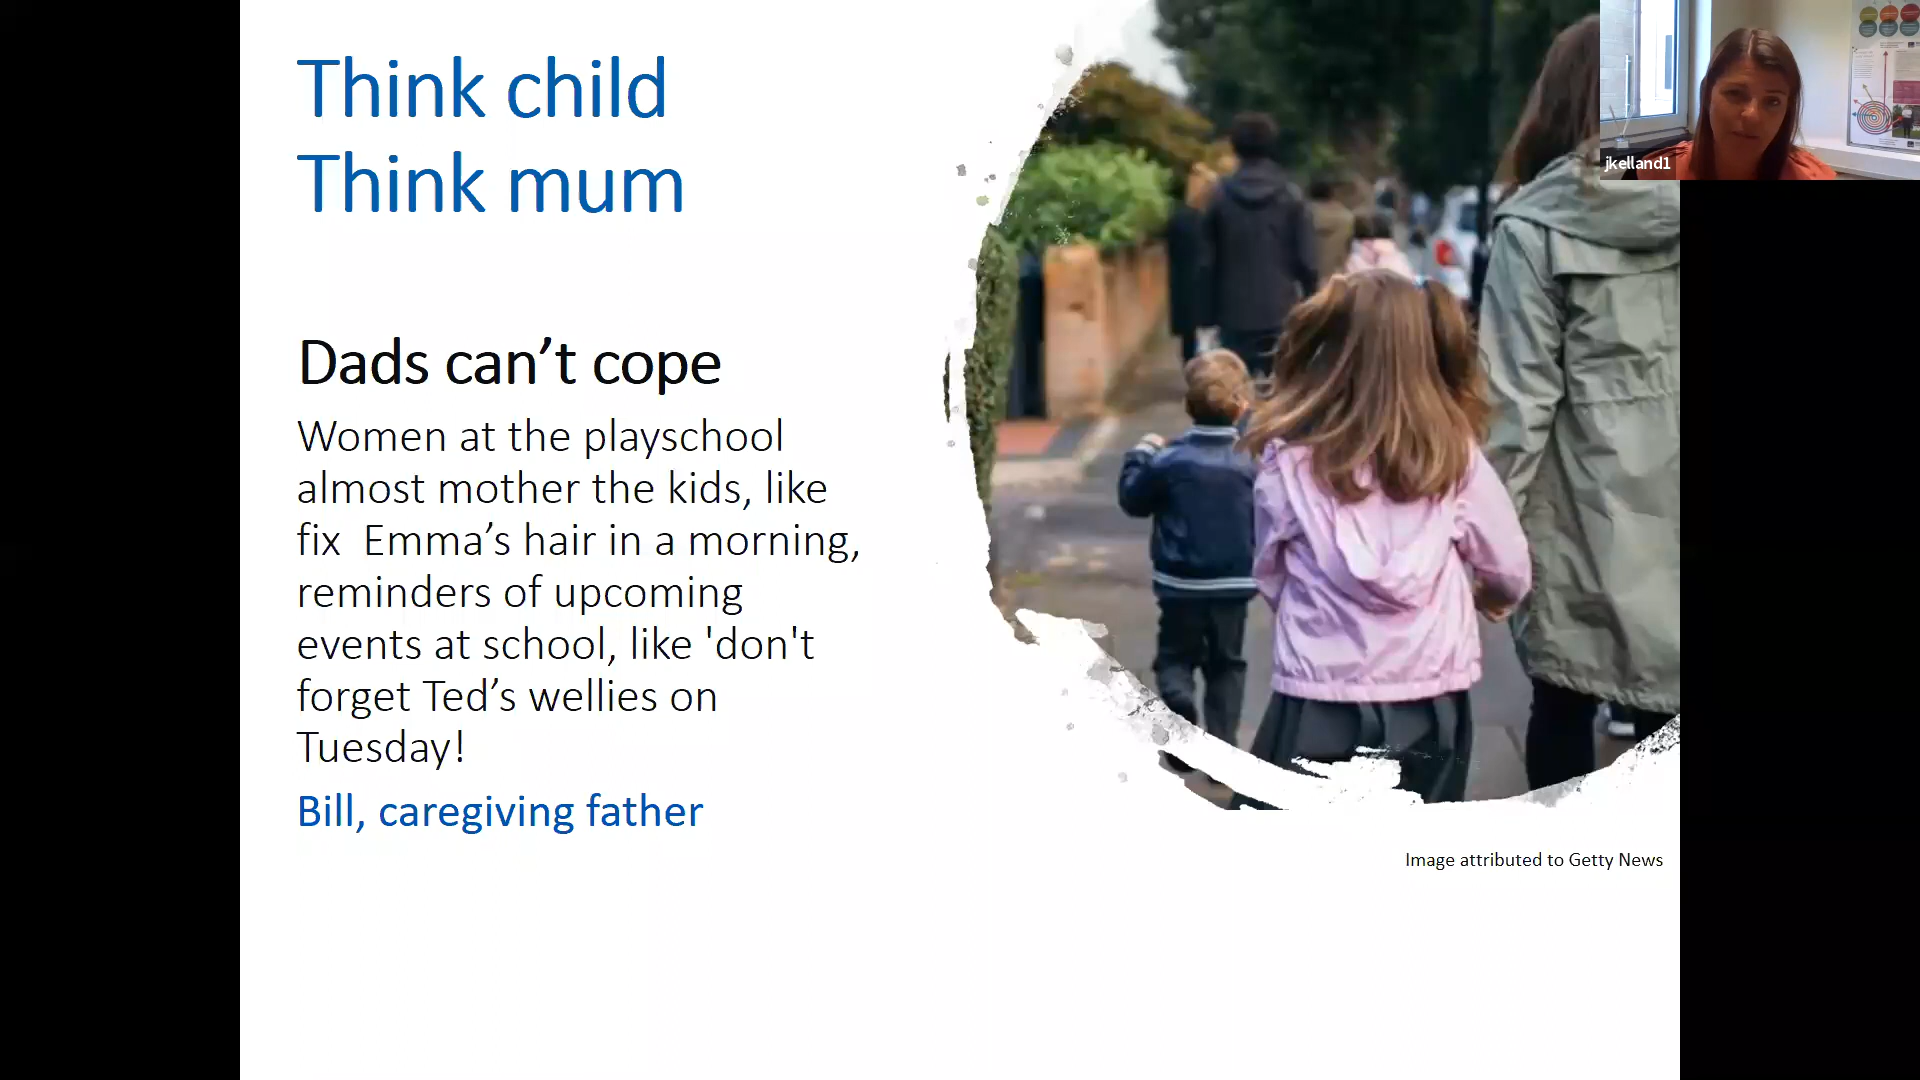 Think child
Think mum
Dads can’t cope
Women at the playschool
almost mother the kids, like
fix  Emma’s hair in a morning,
reminders of upcoming
events at school, like 'don't
forget Ted’s wellies on
Tuesday!
Bill, caregiving father
Image attributed to Getty News
jkelland1